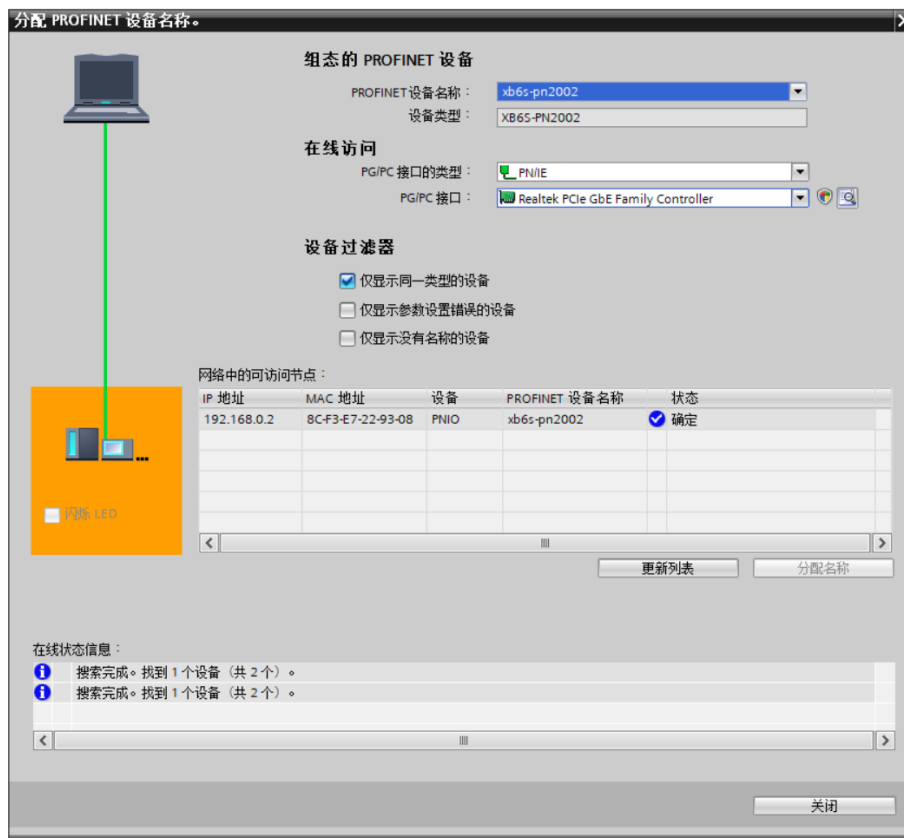 分配 PROFINET 设备名称。
组态的 PROFINET 设备
PROFINET设备名称： xb6s-pn2002
设备类型： XB6S-PN2002
在线访问
PG/PC 接口的类型： PN/IE
PG/PC 接口： Realtek PCIe GbE Family Controller
设备过滤器
仅显示同一类型的设备
仅显示参数设置错误的设备
仅显示没有名称的设备
网络中的可访问节点：
IP 地址 MAC 地址 设备 PROFINET 设备名称 状态
192.168.0.2 8C-F3-E7-22-93-08 PNIO xb6s-pn2002 确定
闪烁 LED
更新列表 分配名称
在线状态信息：
搜索完成。找到 1 个设备（共 2 个）。
搜索完成。找到 1 个设备（共 2 个）。
关闭